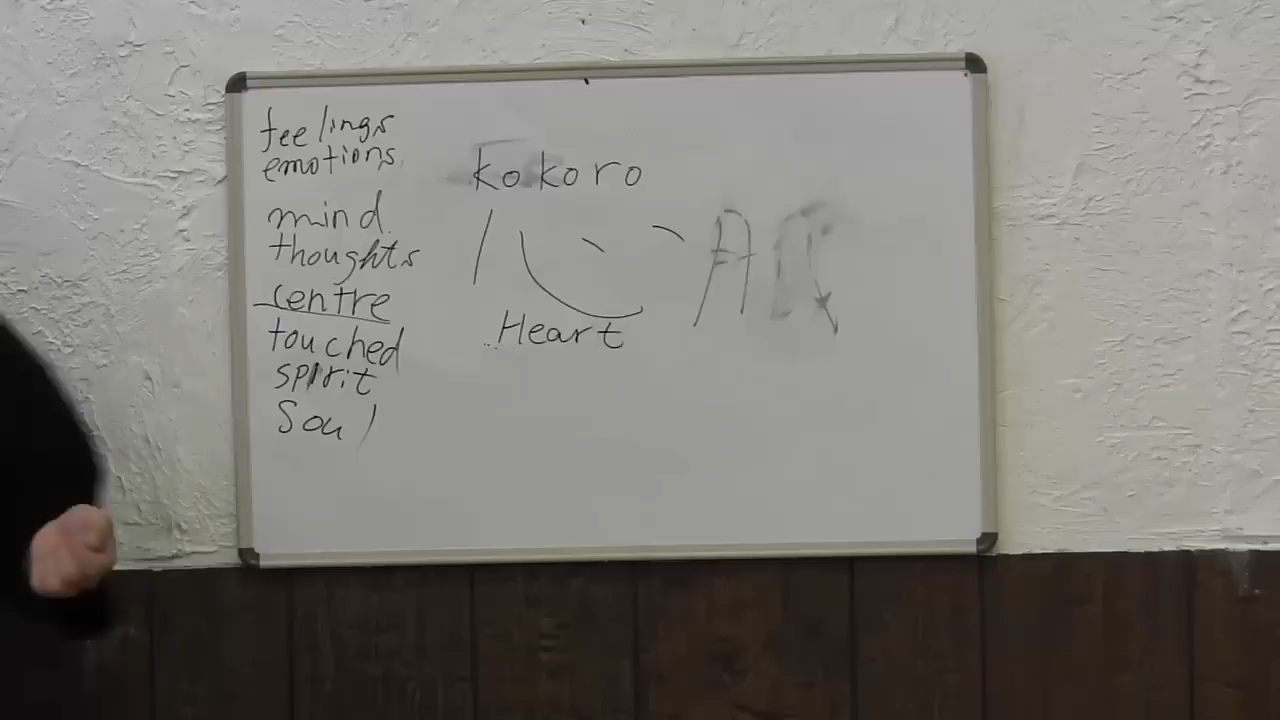 feelings
emotions
mind
thoughts
centre
touched
spirit
Soul
kokoro
心
Heart